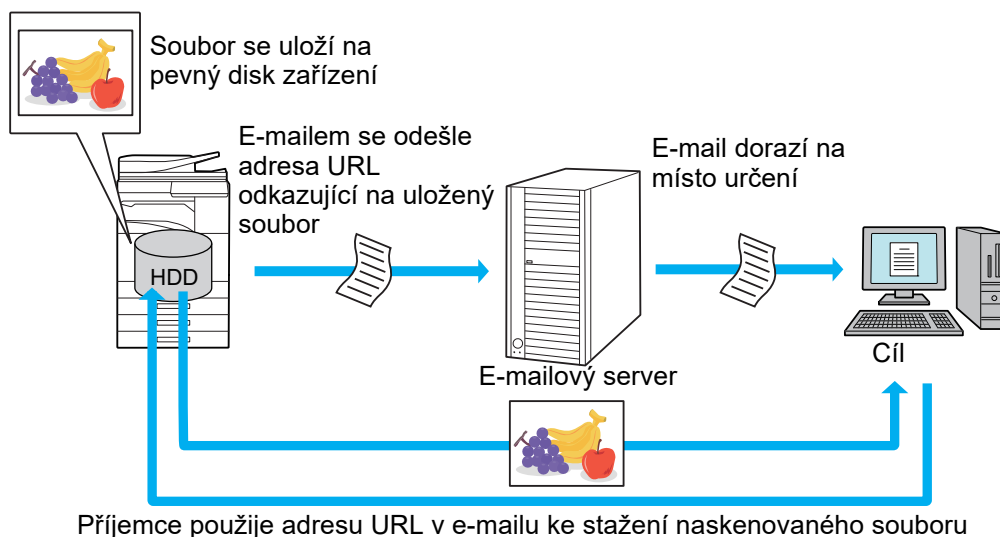 Soubor se uloží na
pevný disk zařízení
E-mailem se odešle
adresa URL
odkazující na uložený
soubor
E-mail dorazí na
místo určení
HDD
Cíl
E-mailový server
Příjemce použije adresu URL v e-mailu ke stažení naskenovaného souboru